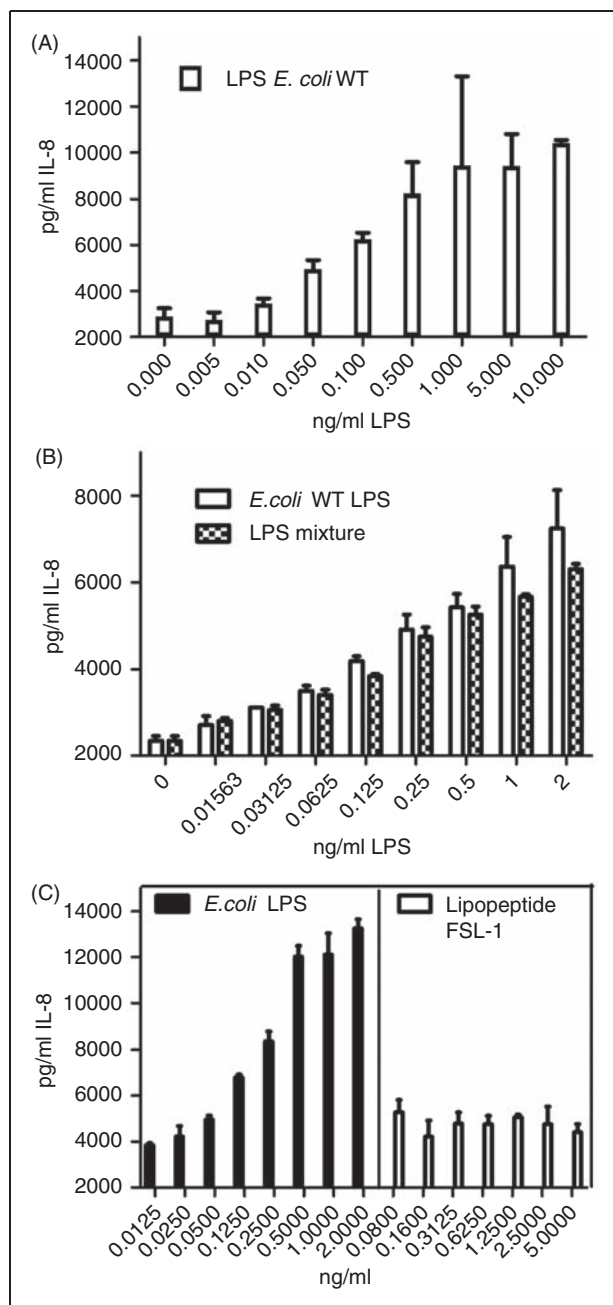 (A)
LPS E. coli WT
14000
12000
10000
8000
6000
4000
2000
pg/ml IL-8
0.000 0.005 0.010 0.050 0.100 0.500 1.000 5.000 10.000
ng/ml LPS
(B)
E.coli WT LPS
LPS mixture
8000
6000
4000
2000
pg/ml IL-8
0 0.01563 0.03125 0.0625 0.125 0.25 0.5 1 2
ng/ml LPS
(C)
E.coli LPS
Lipopeptide
FSL-1
14000
12000
10000
8000
6000
4000
2000
pg/ml IL-8
0.0125 0.0250 0.0500 0.1250 0.2500 0.5000 1.0000 2.0000 0.0800 0.1600 0.3125 0.6250 1.2500 2.5000 5.0000
ng/ml